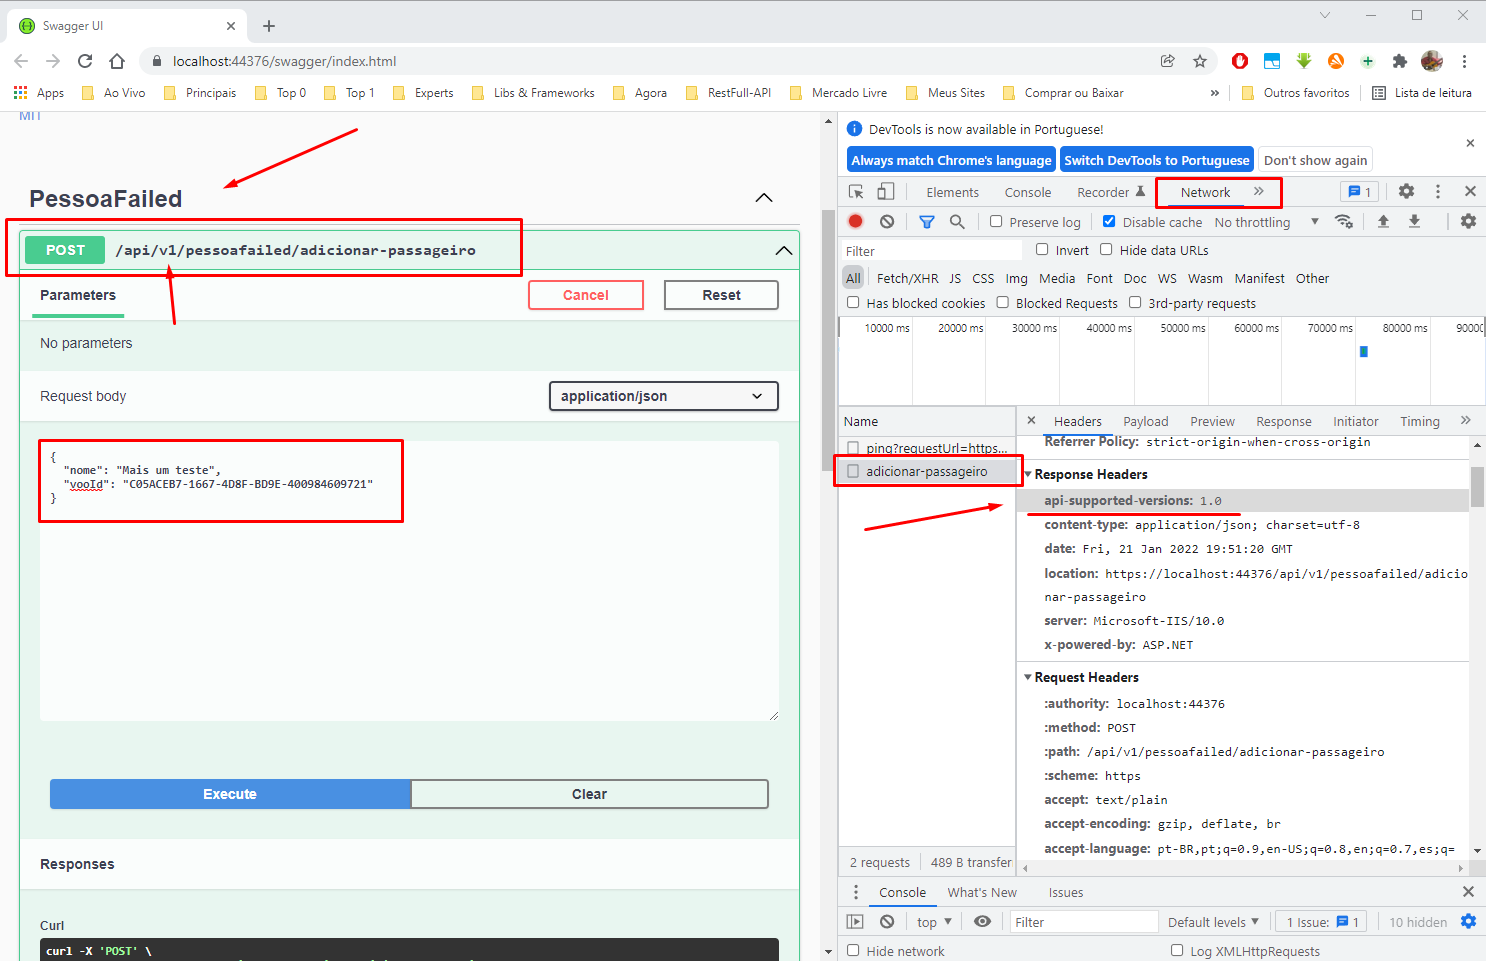 Swagger UI
localhost:44376/swagger/index.html
Apps Ao Vivo Principais Top 0 Top 1 Experts Libs & Frameworks Agora RestFull-API Mercado Livre Meus Sites Comprar ou Baixar » Outros favoritos Lista de leitura
MIT
PessoaFailed
POST /api/v1/pessoafailed/adicionar-passageiro
Parameters
Cancel
Reset
No parameters
Request body
application/json
{
"nome": "Mais um teste",
"vooId": "C05ACEB7-1667-4D8F-BD9E-400984609721"
}
Execute
Clear
Responses
Curl
curl -X 'POST' \
DevTools is now available in Portuguese!
Always match Chrome's language Switch DevTools to Portuguese Don't show again
Elements Console Recorder Network » 1
Preserve log Disable cache No throttling
Filter Invert Hide data URLs
All Fetch/XHR JS CSS Img Media Font Doc WS Wasm Manifest Other
Has blocked cookies Blocked Requests 3rd-party requests
10000 ms 20000 ms 30000 ms 40000 ms 50000 ms 60000 ms 70000 ms 80000 ms 9000
Name
ping?requestUrl=https...
adicionar-passageiro
2 requests 489 B transfer
Headers Payload Preview Response Initiator Timing »
Referrer Policy: strict-origin-when-cross-origin
Response Headers
api-supported-versions: 1.0
content-type: application/json; charset=utf-8
date: Fri, 21 Jan 2022 19:51:20 GMT
location: https://localhost:44376/api/v1/pessoafailed/adicio
nar-passageiro
server: Microsoft-IIS/10.0
x-powered-by: ASP.NET
Request Headers
:authority: localhost:44376
:method: POST
:path: /api/v1/pessoafailed/adicionar-passageiro
:scheme: https
accept: text/plain
accept-encoding: gzip, deflate, br
accept-language: pt-BR,pt;q=0.9,en-US;q=0.8,en;q=0.7,es;q=
Console What's New Issues
top Filter Default levels 1 Issue: 1 10 hidden
Hide network Log XMLHttpRequests